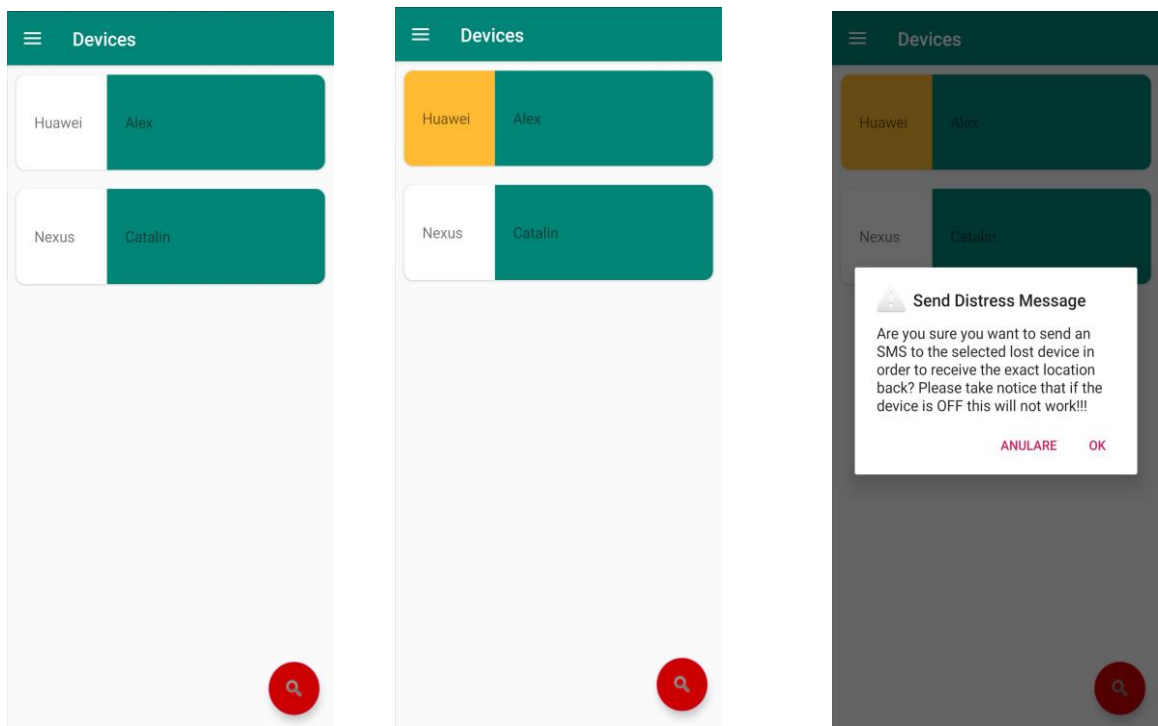 Devices
Huawei Alex
Nexus Catalin
Devices
Huawei Alex
Nexus Catalin
Devices
Huawei Alex
Nexus Catalin
Send Distress Message
Are you sure you want to send an
SMS to the selected lost device in
order to receive the exact location
back? Please take notice that if the
device is OFF this will not work!!!
ANULARE OK